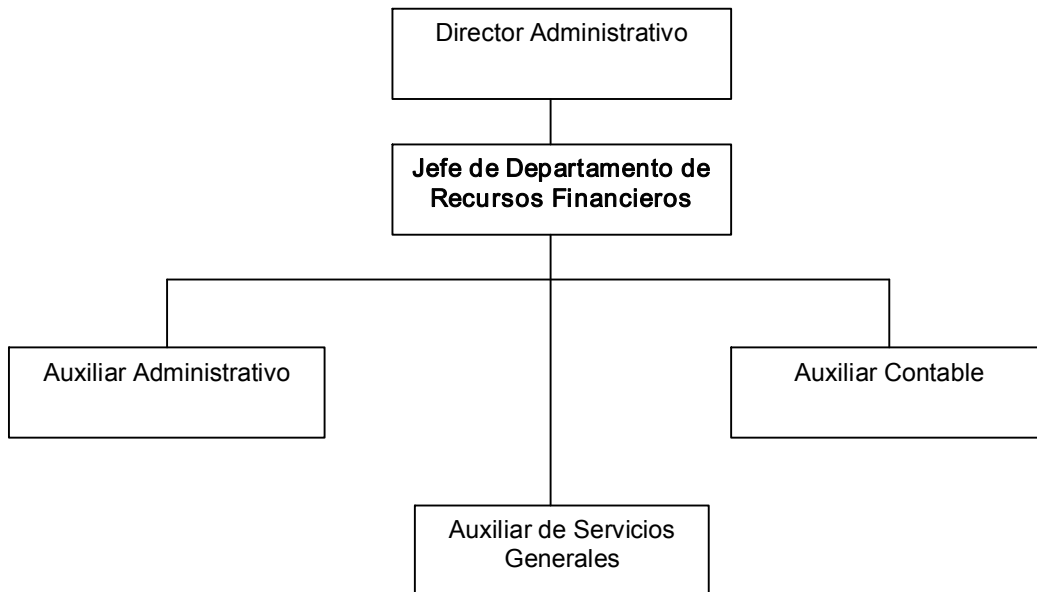 Director Administrativo
Jefe de Departamento de
Recursos Financieros
Auxiliar Administrativo
Auxiliar Contable
Auxiliar de Servicios
Generales